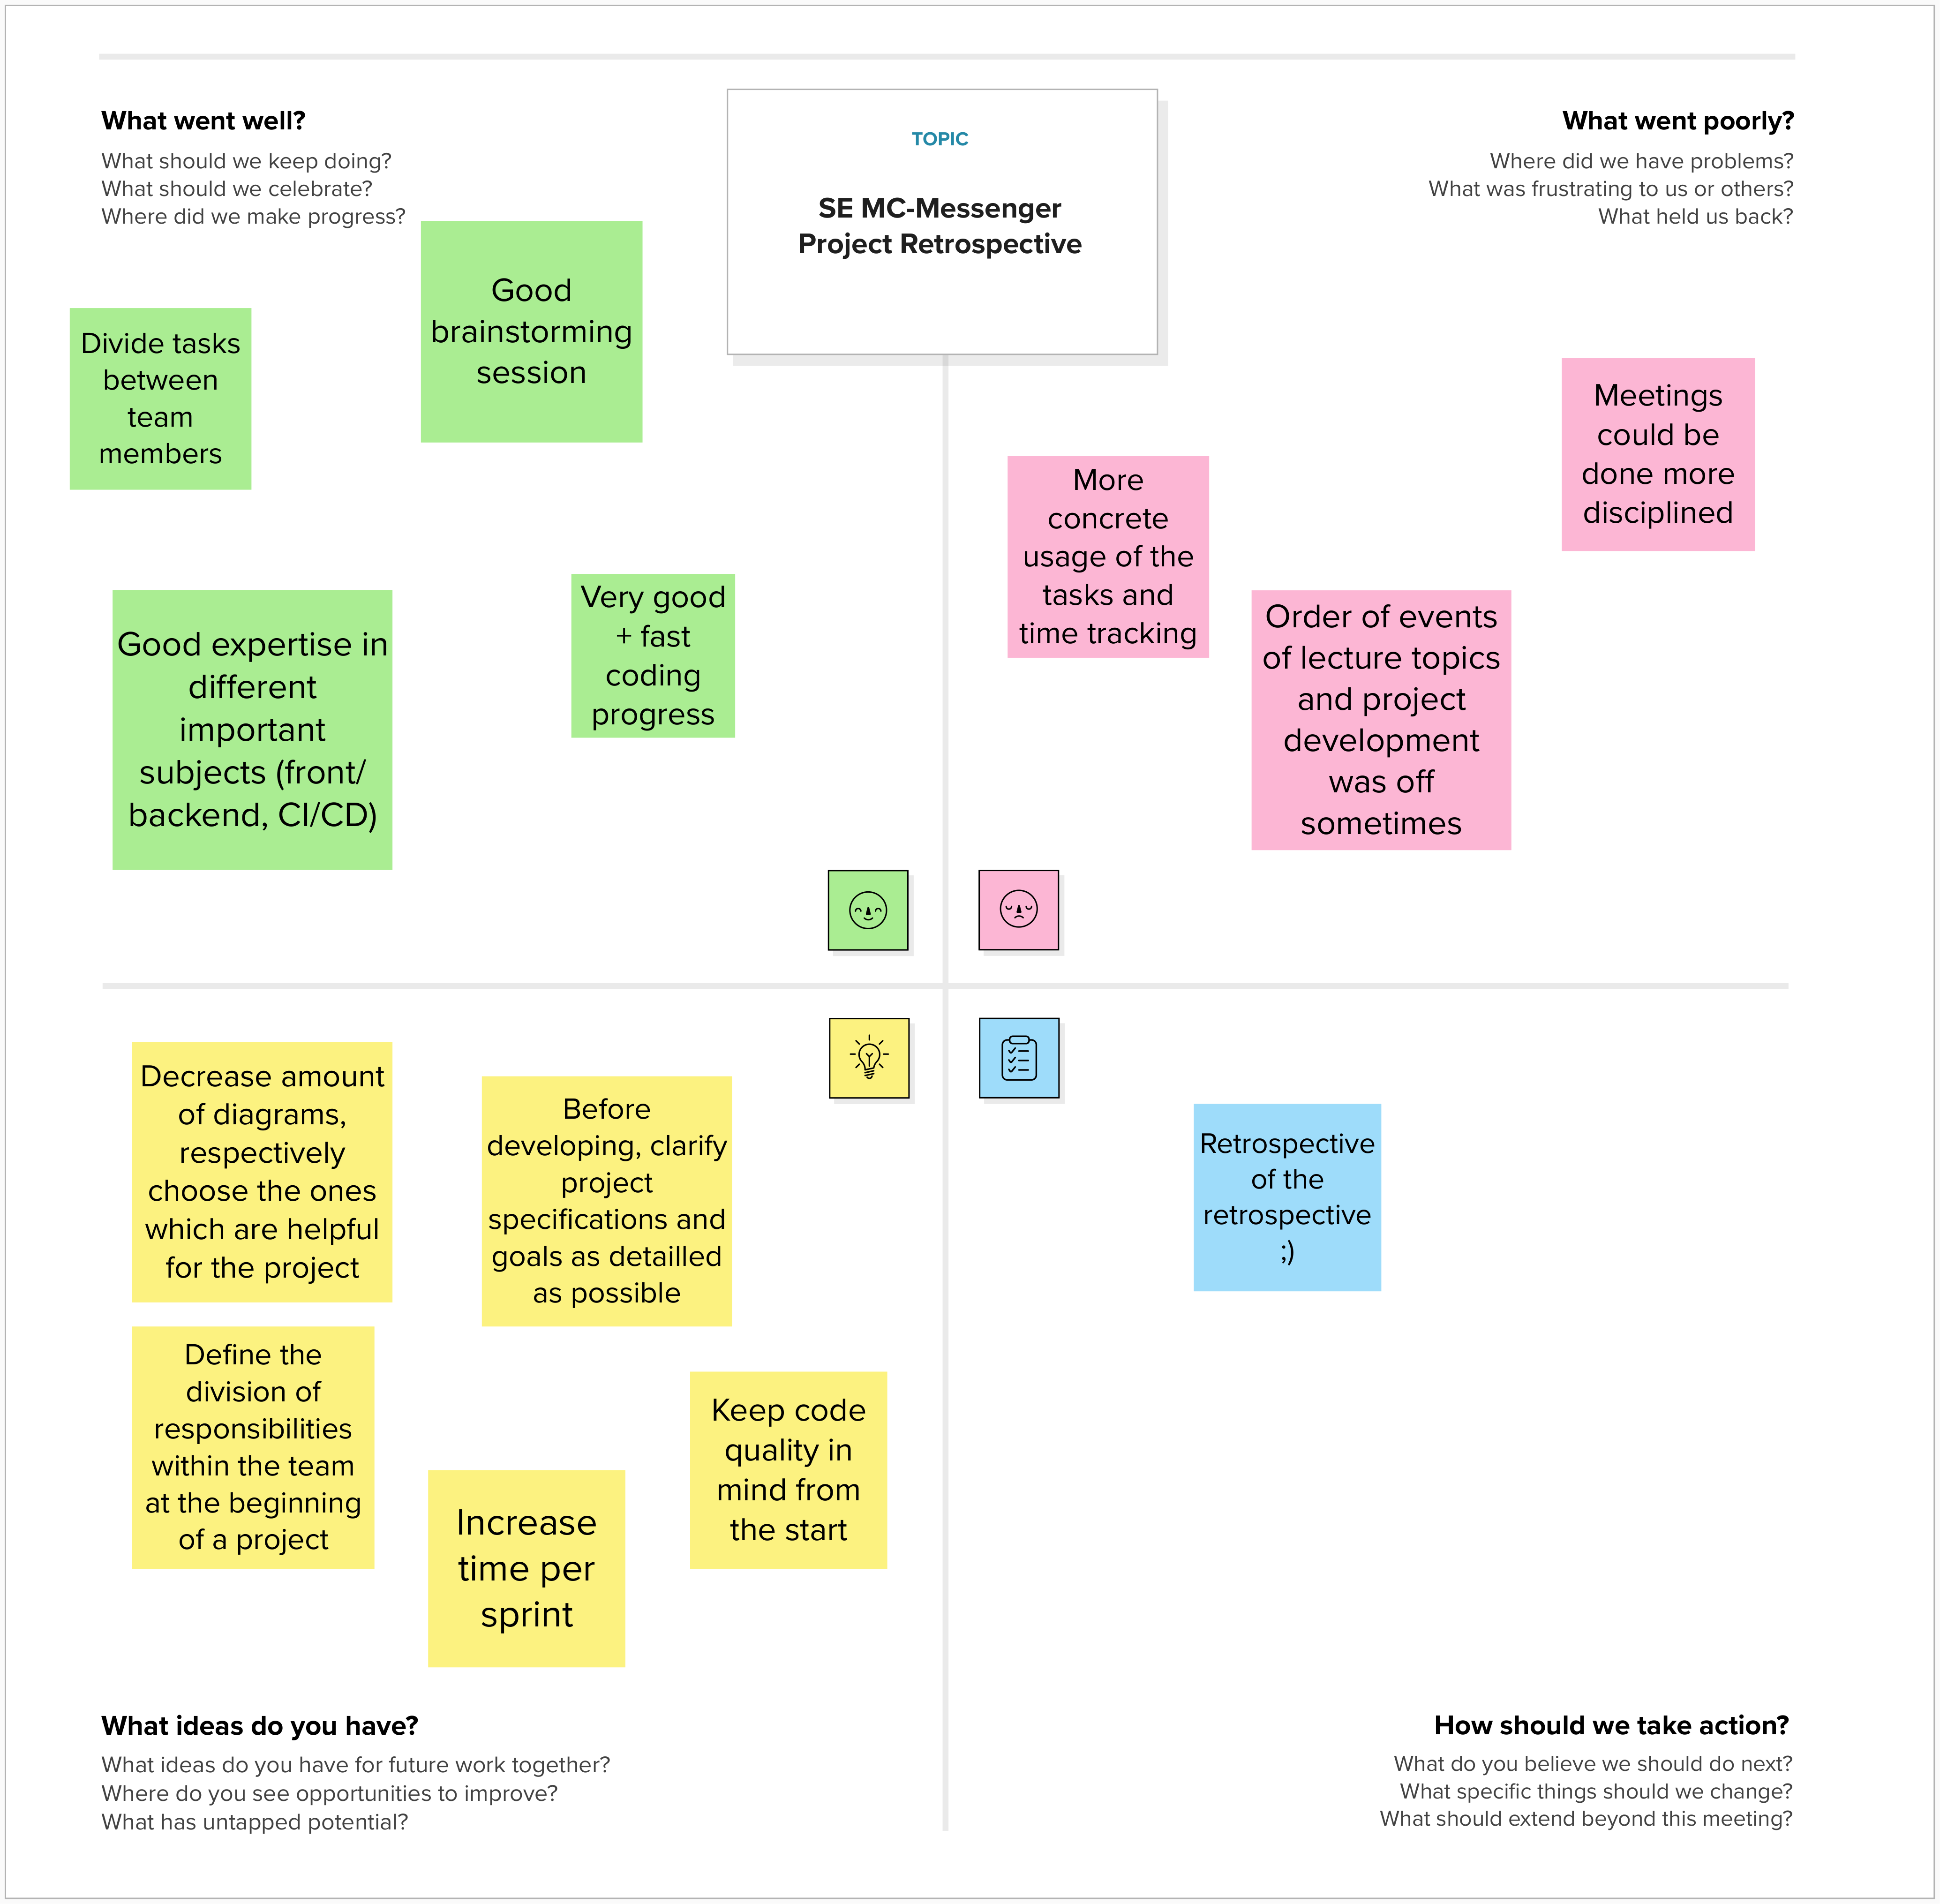 What went well?
What should we keep doing?
What should we celebrate?
Where did we make progress?
TOPIC
SE MC-Messenger
Project Retrospective
What went poorly?
Where did we have problems?
What was frustrating to us or others?
What held us back?
Divide tasks
between
team
members
Good
brainstorming
session
Good expertise in
different
important
subjects (front/
backend, CI/CD)
Very good
+ fast
coding
progress
More
concrete
usage of the
tasks and
time tracking
Order of events
of lecture topics
and project
development
was off
sometimes
Meetings
could be
done more
disciplined
Decrease amount
of diagrams,
respectively
choose the ones
which are helpful
for the project
Before
developing, clarify
project
specifications and
goals as detailled
as possible
Define the
division of
responsibilities
within the team
at the beginning
of a project
Increase
time per
sprint
Keep code
quality in
mind from
the start
Retrospective
of the
retrospective
;)
What ideas do you have?
What ideas do you have for future work together?
Where do you see opportunities to improve?
What has untapped potential?
How should we take action?
What do you believe we should do next?
What specific things should we change?
What should extend beyond this meeting?